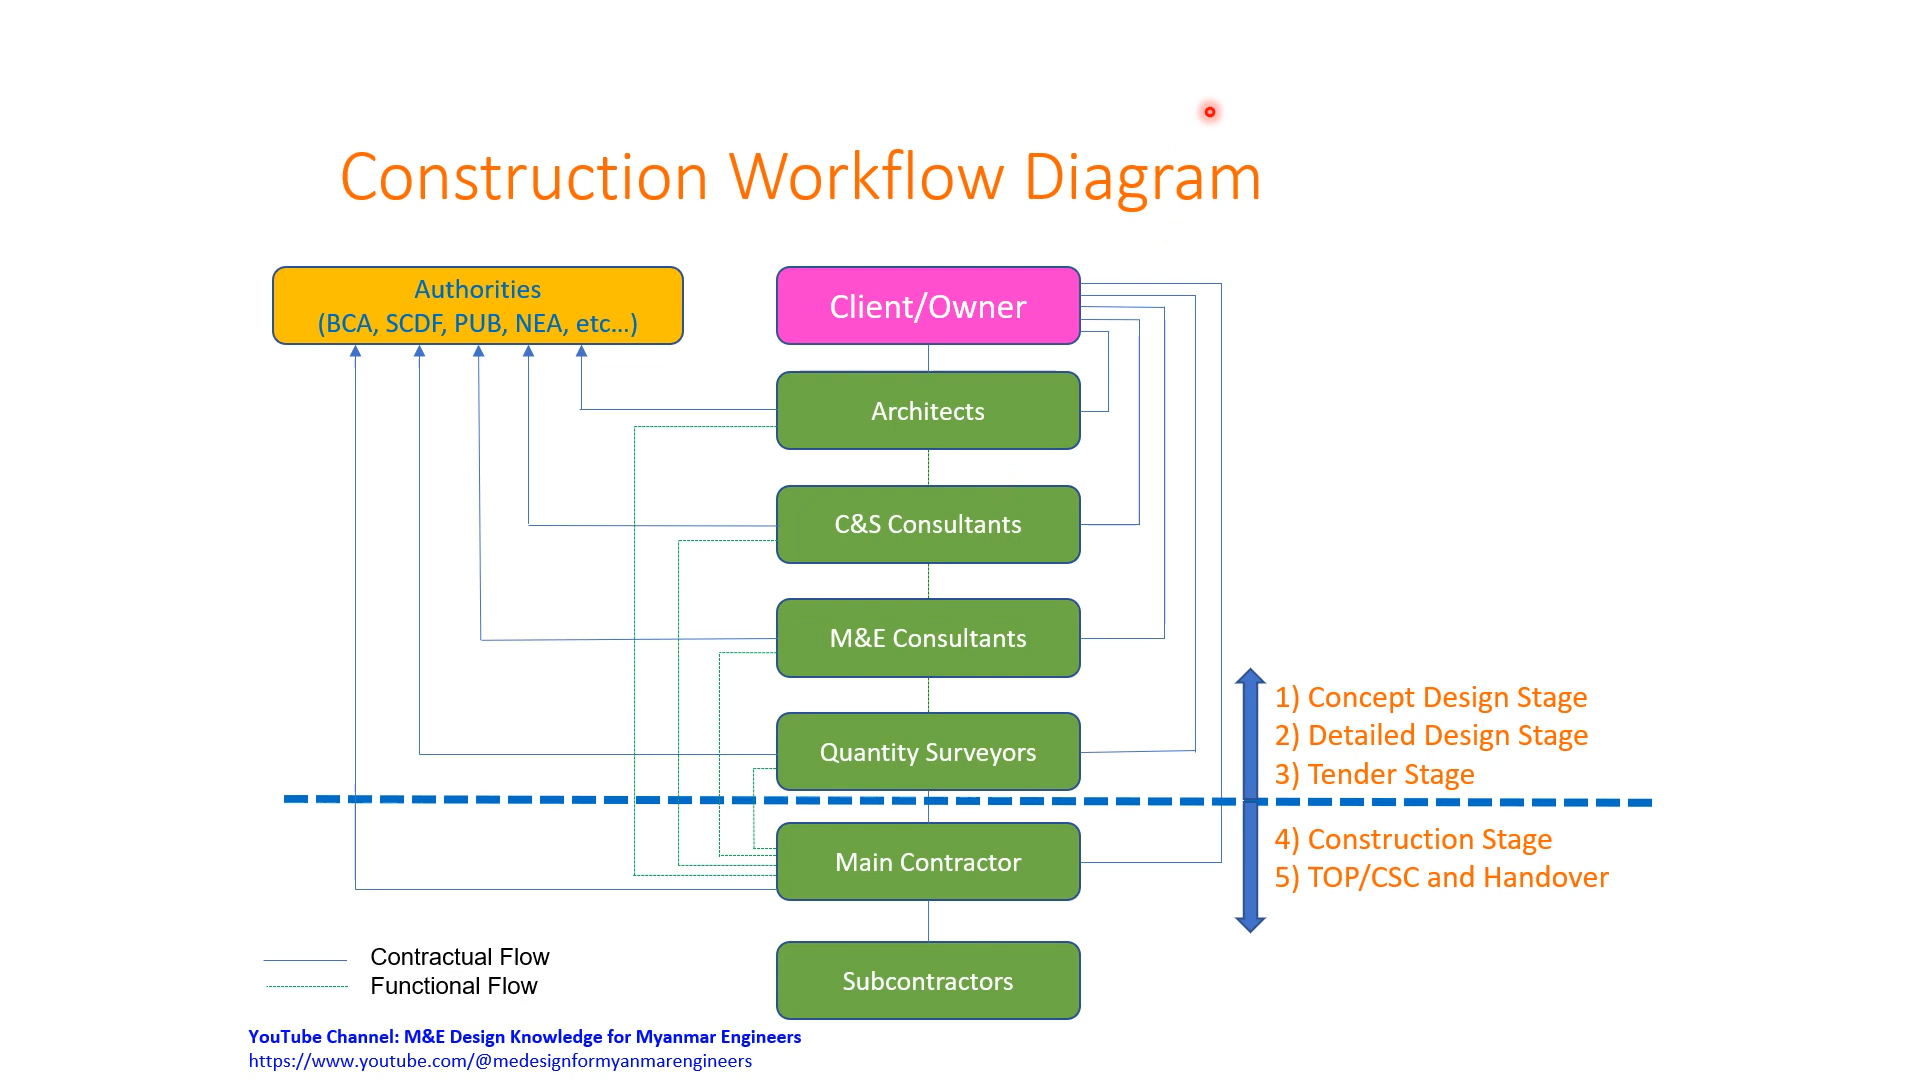 Construction Workflow Diagram
Authorities
(BCA, SCDF, PUB, NEA, etc...)
Client/Owner
Architects
C&S Consultants
M&E Consultants
Quantity Surveyors
Main Contractor
Subcontractors
1) Concept Design Stage
2) Detailed Design Stage
3) Tender Stage
4) Construction Stage
5) TOP/CSC and Handover
Contractual Flow
Functional Flow
YouTube Channel: M&E Design Knowledge for Myanmar Engineers
https://www.youtube.com/@medesignformyanmarengineers